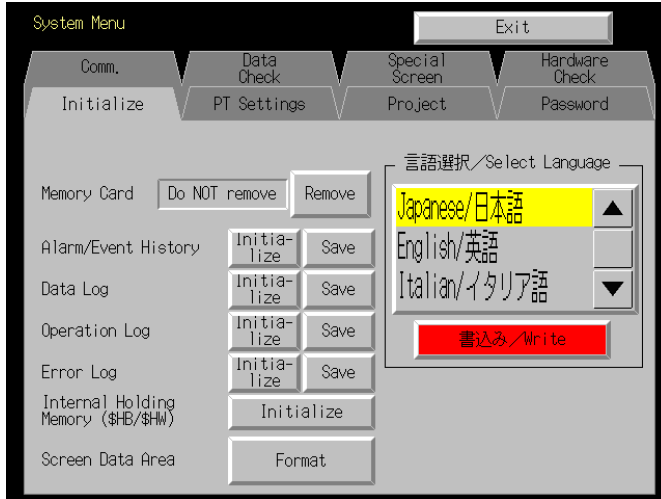 System Menu
Exit
Comm.
Data
Check
Special
Screen
Hardware
Check
Initialize
PT Settings
Project
Password
言語選択/Select Language
Memory Card
Do NOT remove
Remove
Japanese/日本語
English/英語
Italian/イタリア語
書込み/Write
Alarm/Event History
Initia-
lize
Save
Data Log
Initia-
lize
Save
Operation Log
Initia-
lize
Save
Error Log
Initia-
lize
Save
Internal Holding
Memory ($HB/$HW)
Initialize
Screen Data Area
Format